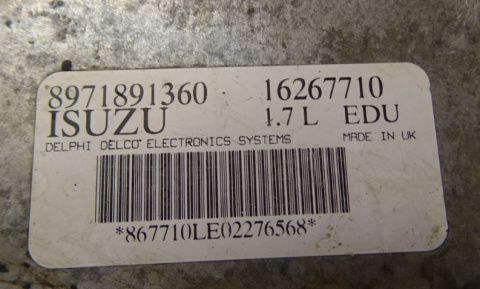 8971891360 16267710
ISUZU 1.7 L EDU
DELPHI DELCO ELECTRONICS SYSTEMS MADE IN UK
*867710LE02276568*